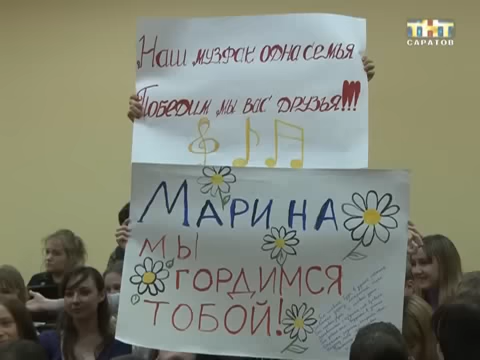 ТНТ
САРАТОВ
Наш музфак одна семья
Победим мы вас друзья!!!
МАРИНА
МЫ
ГОРДИМСЯ
ТОБОЙ!